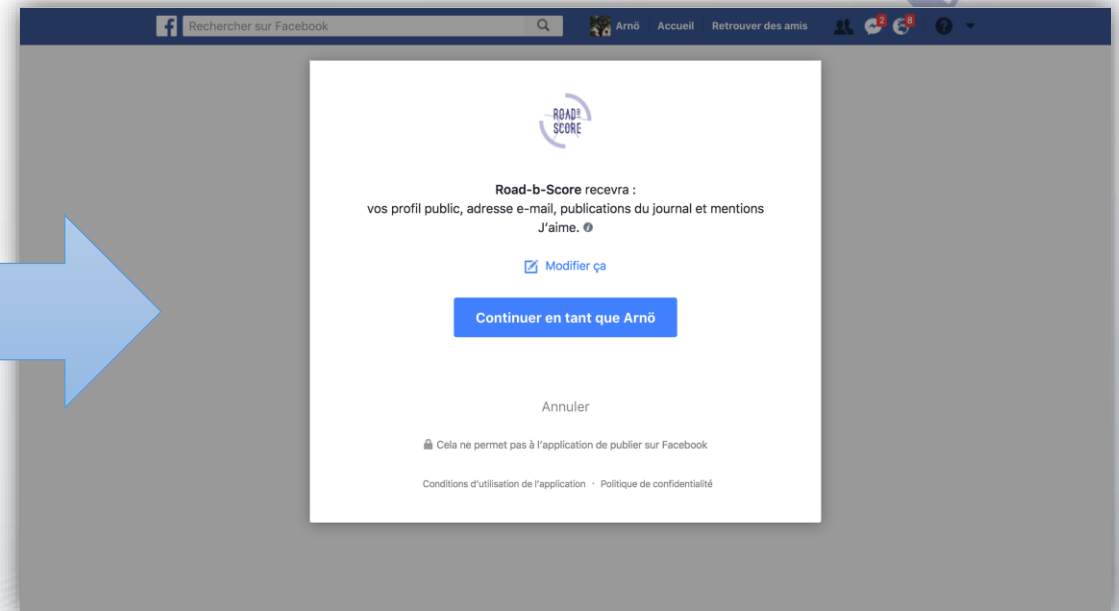 Rechercher sur Facebook
Arnö Accueil Retrouver des amis 2 8 ?
ROAD B
SCORE
Road-b-Score recevra :
vos profil public, adresse e-mail, publications du journal et mentions
J'aime. i
Modifier ça
Continuer en tant que Arnö
Annuler
Cela ne permet pas à l'application de publier sur Facebook
Conditions d'utilisation de l'application · Politique de confidentialité